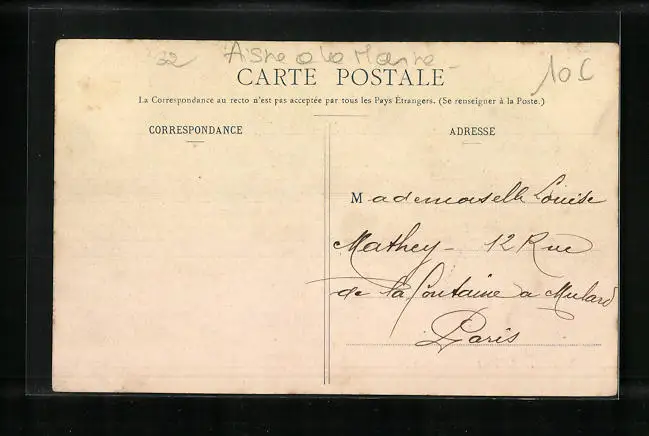 22 Aisne a la Marne
CARTE POSTALE
10 C
La Correspondance au recto n'est pas acceptée par tous les Pays Étrangers. (Se renseigner à la Poste.)
CORRESPONDANCE
ADRESSE
Mademoiselle Louise
Mathey - 12 Rue
de la Fontaine a Mulard
Paris